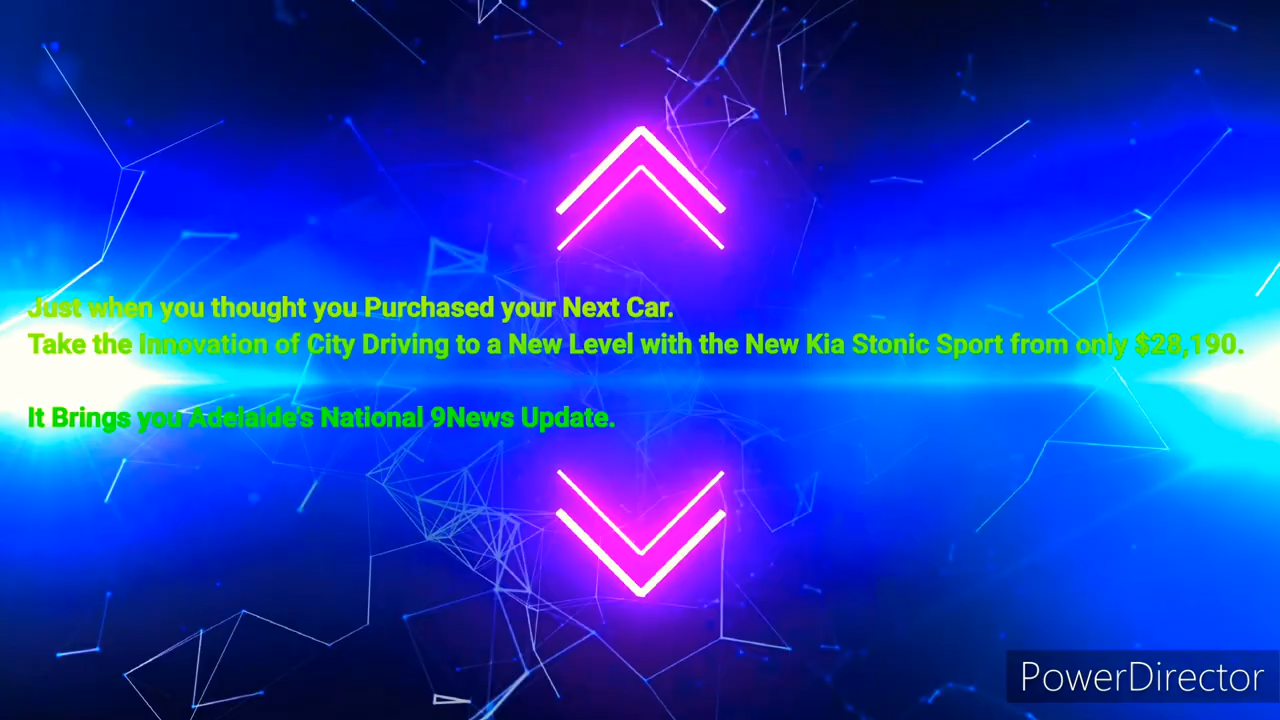 Just when you thought you Purchased your Next Car.
Take the Innovation of City Driving to a New Level with the New Kia Stonic Sport from only $28,190.
It Brings you Adelaide's National 9News Update.
PowerDirector